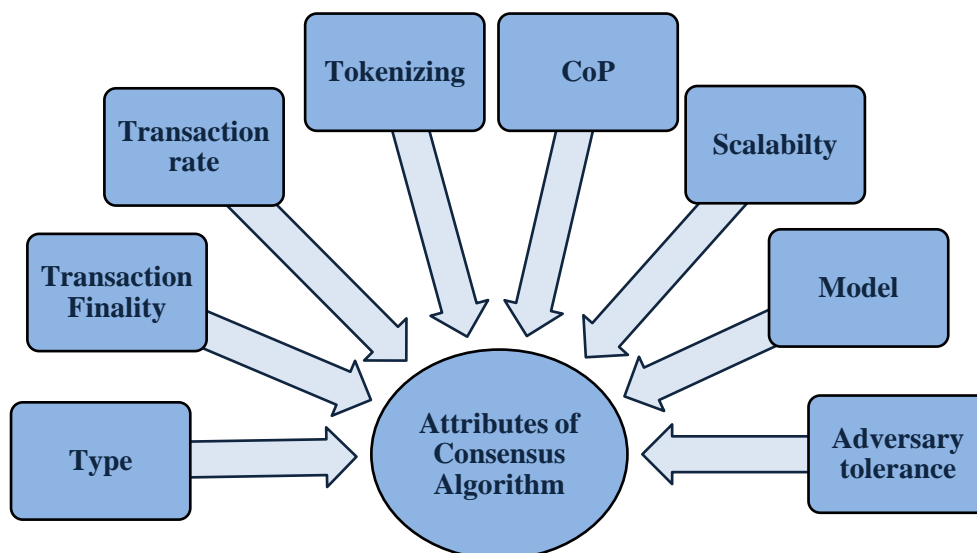 Tokenizing
CoP
Transaction
rate
Scalabilty
Transaction
Finality
Model
Type
Attributes of
Consensus
Algorithm
Adversary
tolerance